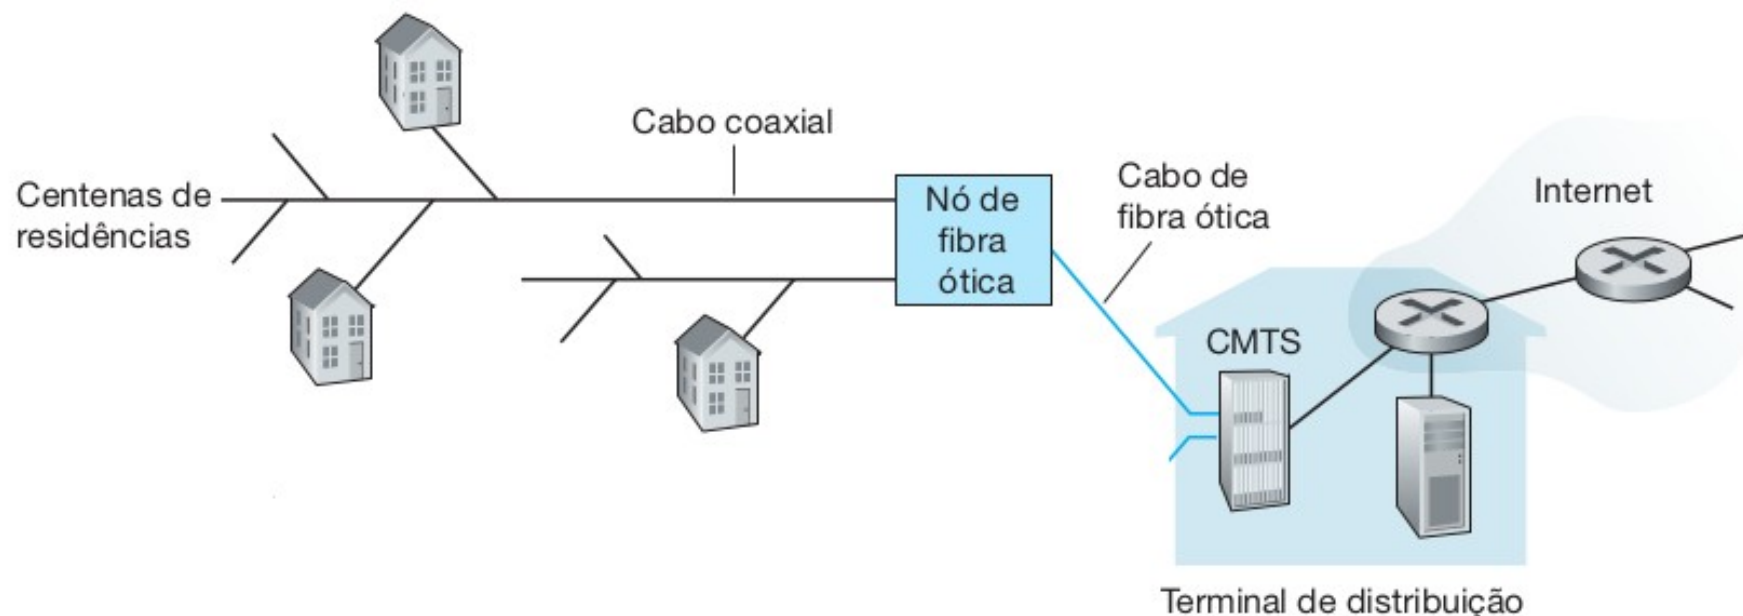 Centenas de
residências
Cabo coaxial
Nó de
fibra
ótica
Cabo de
fibra ótica
Internet
CMTS
Terminal de distribuição